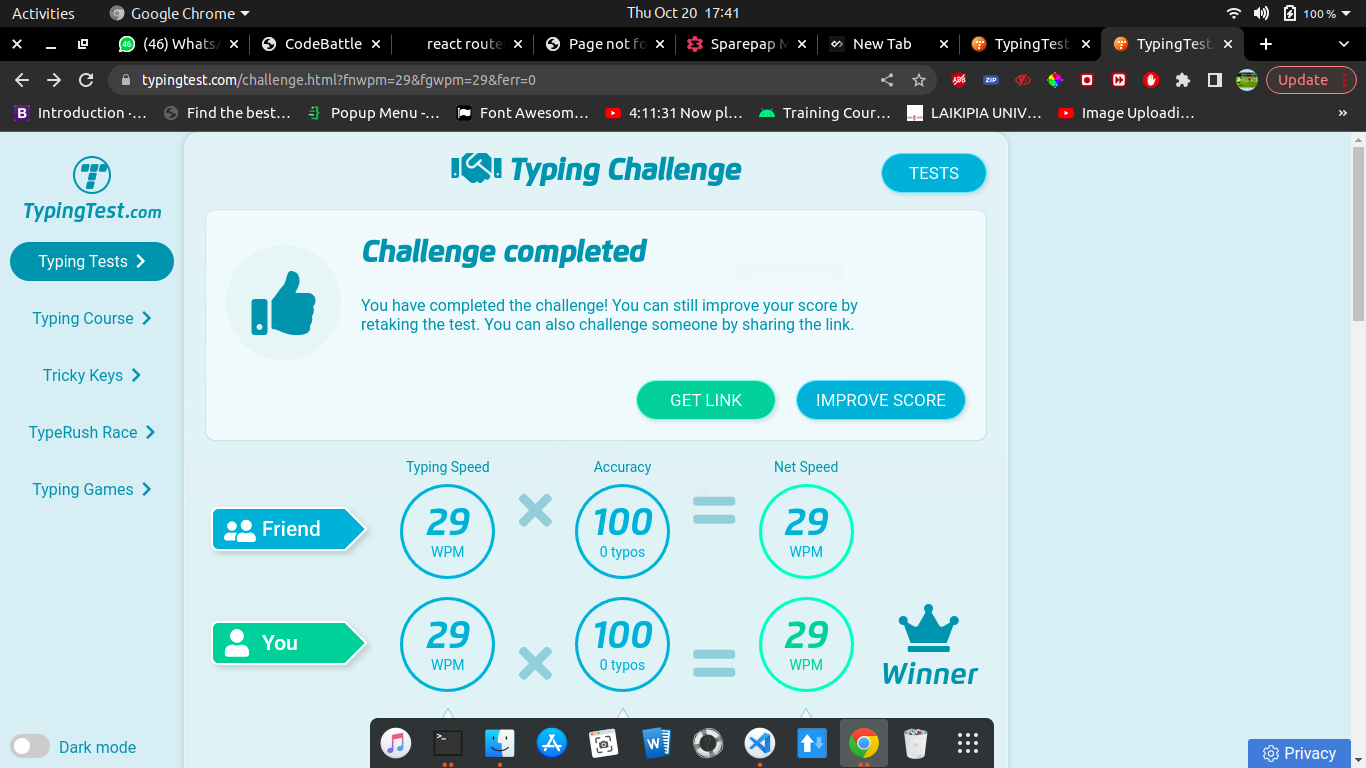 Activities
Google Chrome
Thu Oct 20 17:41
100 %
46
(46) Whats
CodeBattle
react route
Page not fo
Sparepap M
New Tab
TypingTest.
TypingTest.
typingtest.com/challenge.html?fnwpm=29&fgwpm=29&ferr=0
ABS
ZIP
Update
B
Introduction ·...
Find the best...
Popup Menu -...
Font Awesom...
4:11:31 Now pl...
Training Cour...
LAIKIPIA UNIV...
Image Uploadi...
»
TypingTest.com
Typing Tests
Typing Course
Tricky Keys
TypeRush Race
Typing Games
Typing Challenge
TESTS
Challenge completed
You have completed the challenge! You can still improve your score by
retaking the test. You can also challenge someone by sharing the link.
GET LINK
IMPROVE SCORE
Typing Speed
Accuracy
Net Speed
Friend
29
WPM
100
0 typos
29
WPM
You
29
WPM
100
0 typos
29
WPM
Winner
Dark mode
Privacy